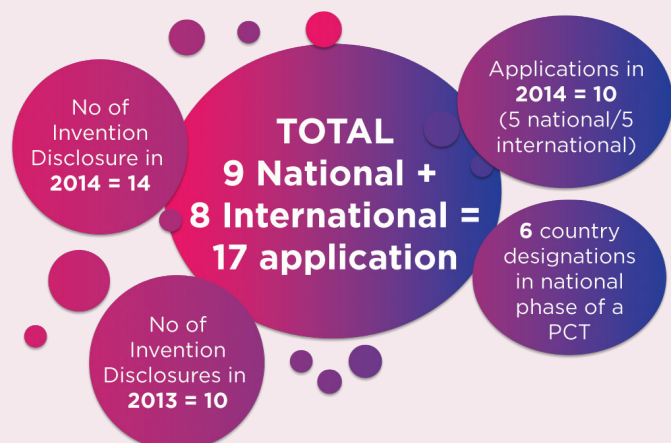 No of
Invention
Disclosure in
2014 = 14
TOTAL
9 National +
8 International =
17 application
Applications in
2014 = 10
(5 national/5
international)
6 country
designations
in national
phase of a
PCT
No of
Invention
Disclosures in
2013 = 10